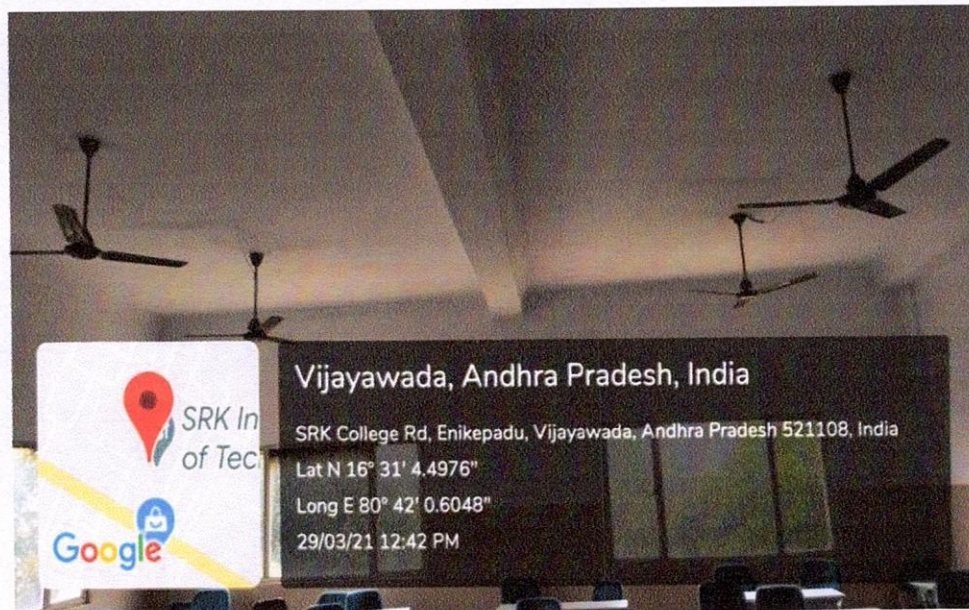 SRK In
of Tec
Google
Vijayawada, Andhra Pradesh, India
SRK College Rd, Enikepadu, Vijayawada, Andhra Pradesh 521108, India
Lat N 16° 31' 4.4976"
Long E 80° 42' 0.6048"
29/03/21 12:42 PM